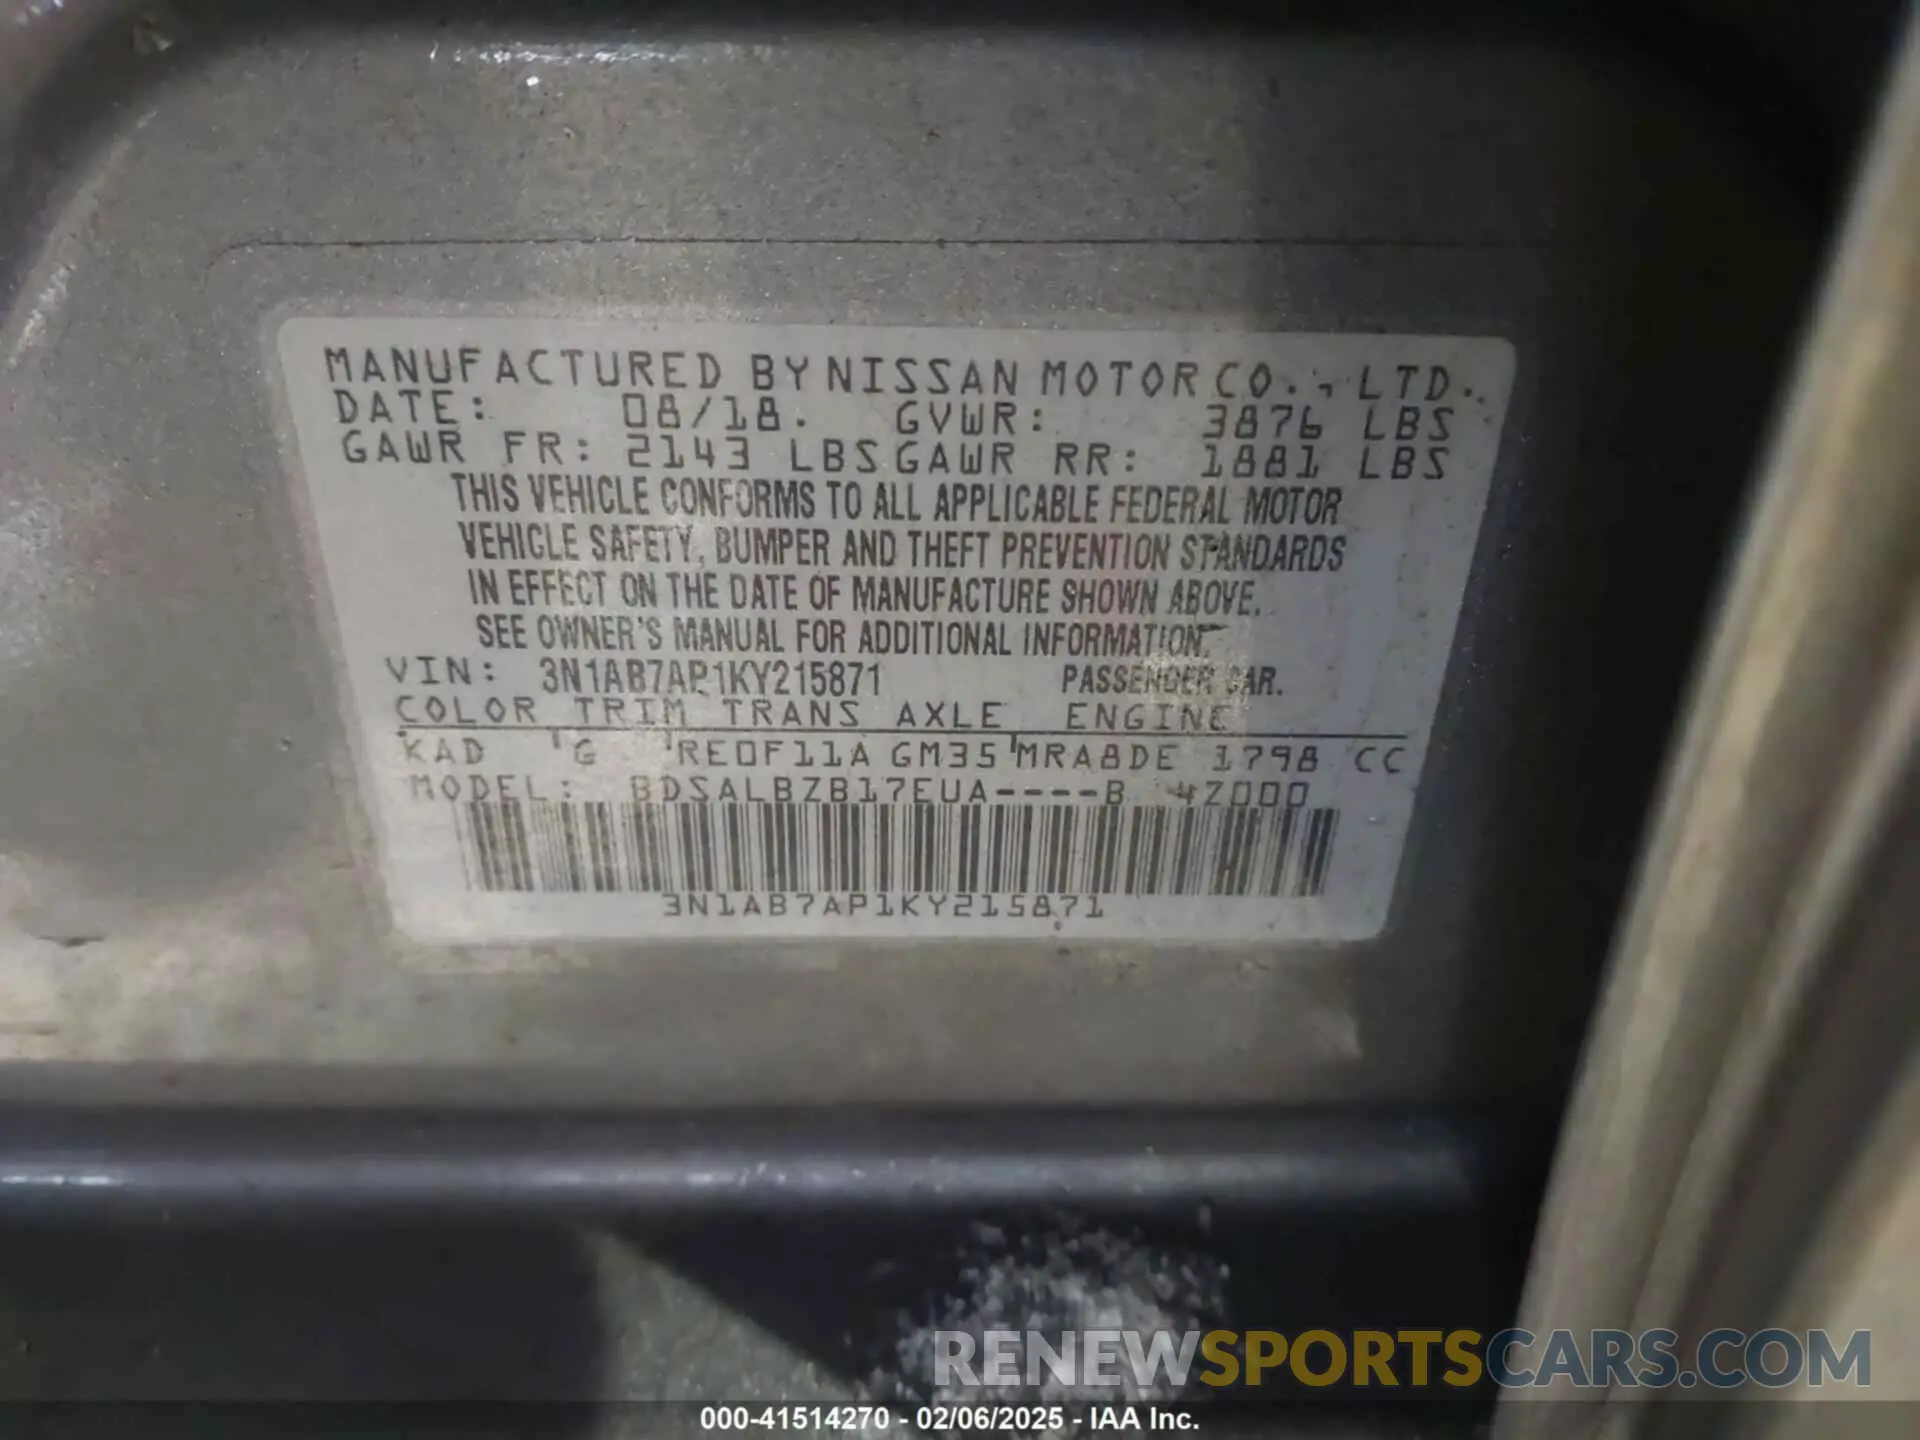 MANUFACTURED BY NISSAN MOTOR CO., LTD.
DATE: 08/18. GVWR: 3876 LBS
GAWR FR: 2143 LBS GAWR RR: 1881 LBS
THIS VEHICLE CONFORMS TO ALL APPLICABLE FEDERAL MOTOR
VEHICLE SAFETY, BUMPER AND THEFT PREVENTION STANDARDS
IN EFFECT ON THE DATE OF MANUFACTURE SHOWN ABOVE.
SEE OWNER'S MANUAL FOR ADDITIONAL INFORMATION.
VIN: 3N1AB7AP1KY215871 PASSENGER CAR.
COLOR TRIM TRANS AXLE ENGINE
KAD G RE0F11A GM35 MRA8DE 1798 CC
MODEL: BDSALBZB17EUA----B 4Z000
3N1AB7AP1KY215871
RENEWSPORTSCARS.COM
000-41514270 - 02/06/2025 - IAA Inc.